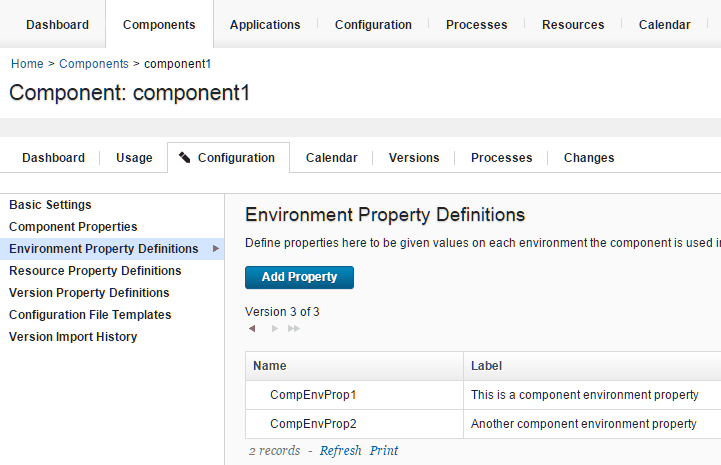 Dashboard Components Applications Configuration Processes Resources Calendar
Home > Components > component1
Component: component1
Dashboard Usage Configuration Calendar Versions Processes Changes
Basic Settings
Component Properties
Environment Property Definitions
Resource Property Definitions
Version Property Definitions
Configuration File Templates
Version Import History
Environment Property Definitions
Define properties here to be given values on each environment the component is used i
Add Property
Version 3 of 3
Name Label
CompEnvProp1 This is a component environment property
CompEnvProp2 Another component environment property
2 records - Refresh Print